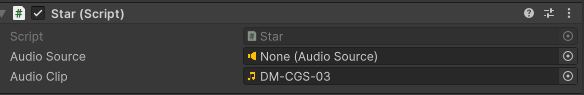 Star (Script)
Script Star
Audio Source None (Audio Source)
Audio Clip DM-CGS-03